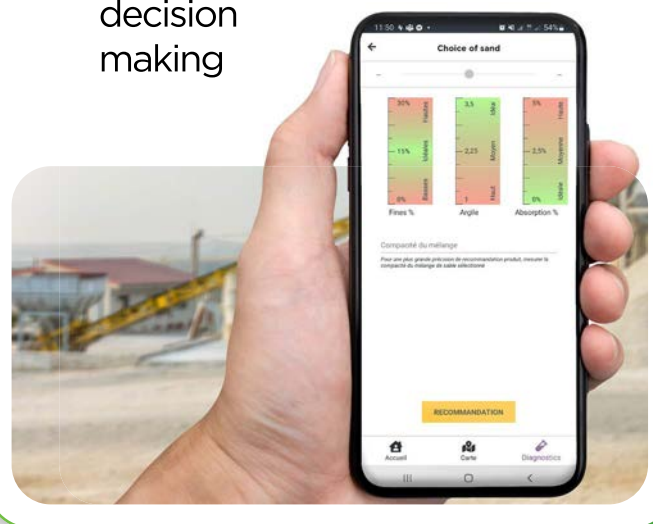 decision
making
11:50 54%
Choice of sand
30% Hautes 3,5 Idéal 5% Haute
15% Idéales 2,25 Moyen 2,5% Moyenne
0% Basses 1 Haut 0% Idéale
Fines % Argile Absorption %
Compacité du mélange
Pour une plus grande précision de recommandation produit, mesurer la
compacité du mélange de sable sélectionné
RECOMMANDATION
Accueil Carte Diagnostics